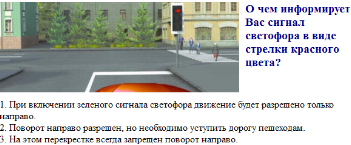 О чем информирует
Вас сигнал
светофора в виде
стрелки красного
цвета?
1. При включении зеленого сигнала светофора движение будет разрешено только
направо.
2. Поворот направо разрешен, но необходимо уступить дорогу пешеходам.
3. На этом перекрестке всегда запрещен поворот направо.